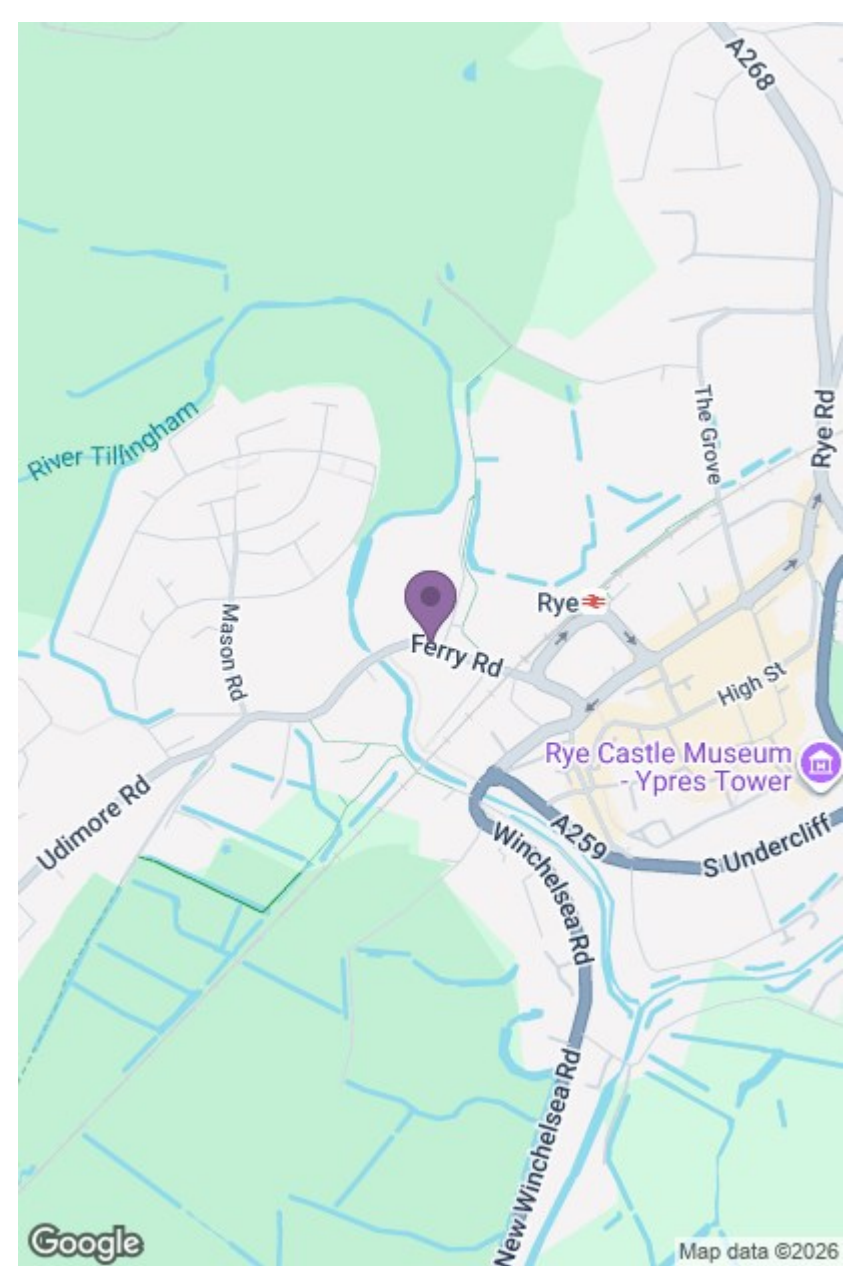 A268
The Grove
Rye Rd
River Tillingham
Rye
Mason Rd
Ferry Rd
High St
Rye Castle Museum
- Ypres Tower
Udimore Rd
A259
S Undercliff
Winchelsea Rd
New Winchelsea Rd
Google
Map data ©2026